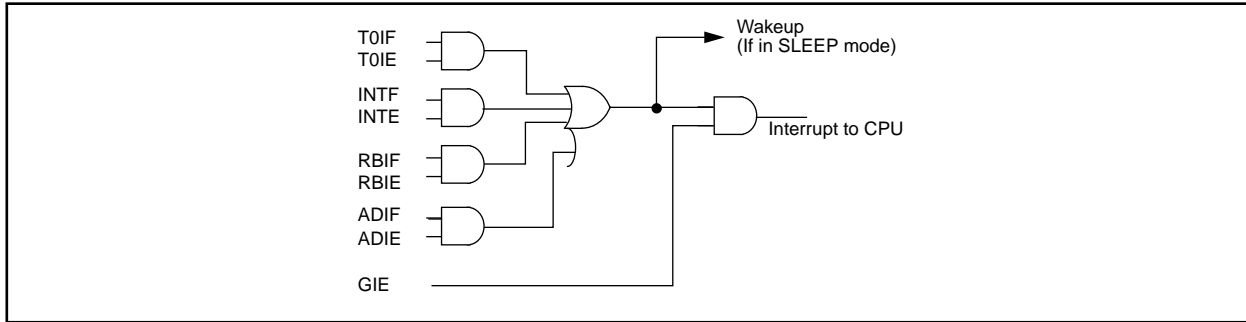 T0IF
T0IE
INTF
INTE
RBIF
RBIE
ADIF
ADIE
GIE
Wakeup
(If in SLEEP mode)
Interrupt to CPU